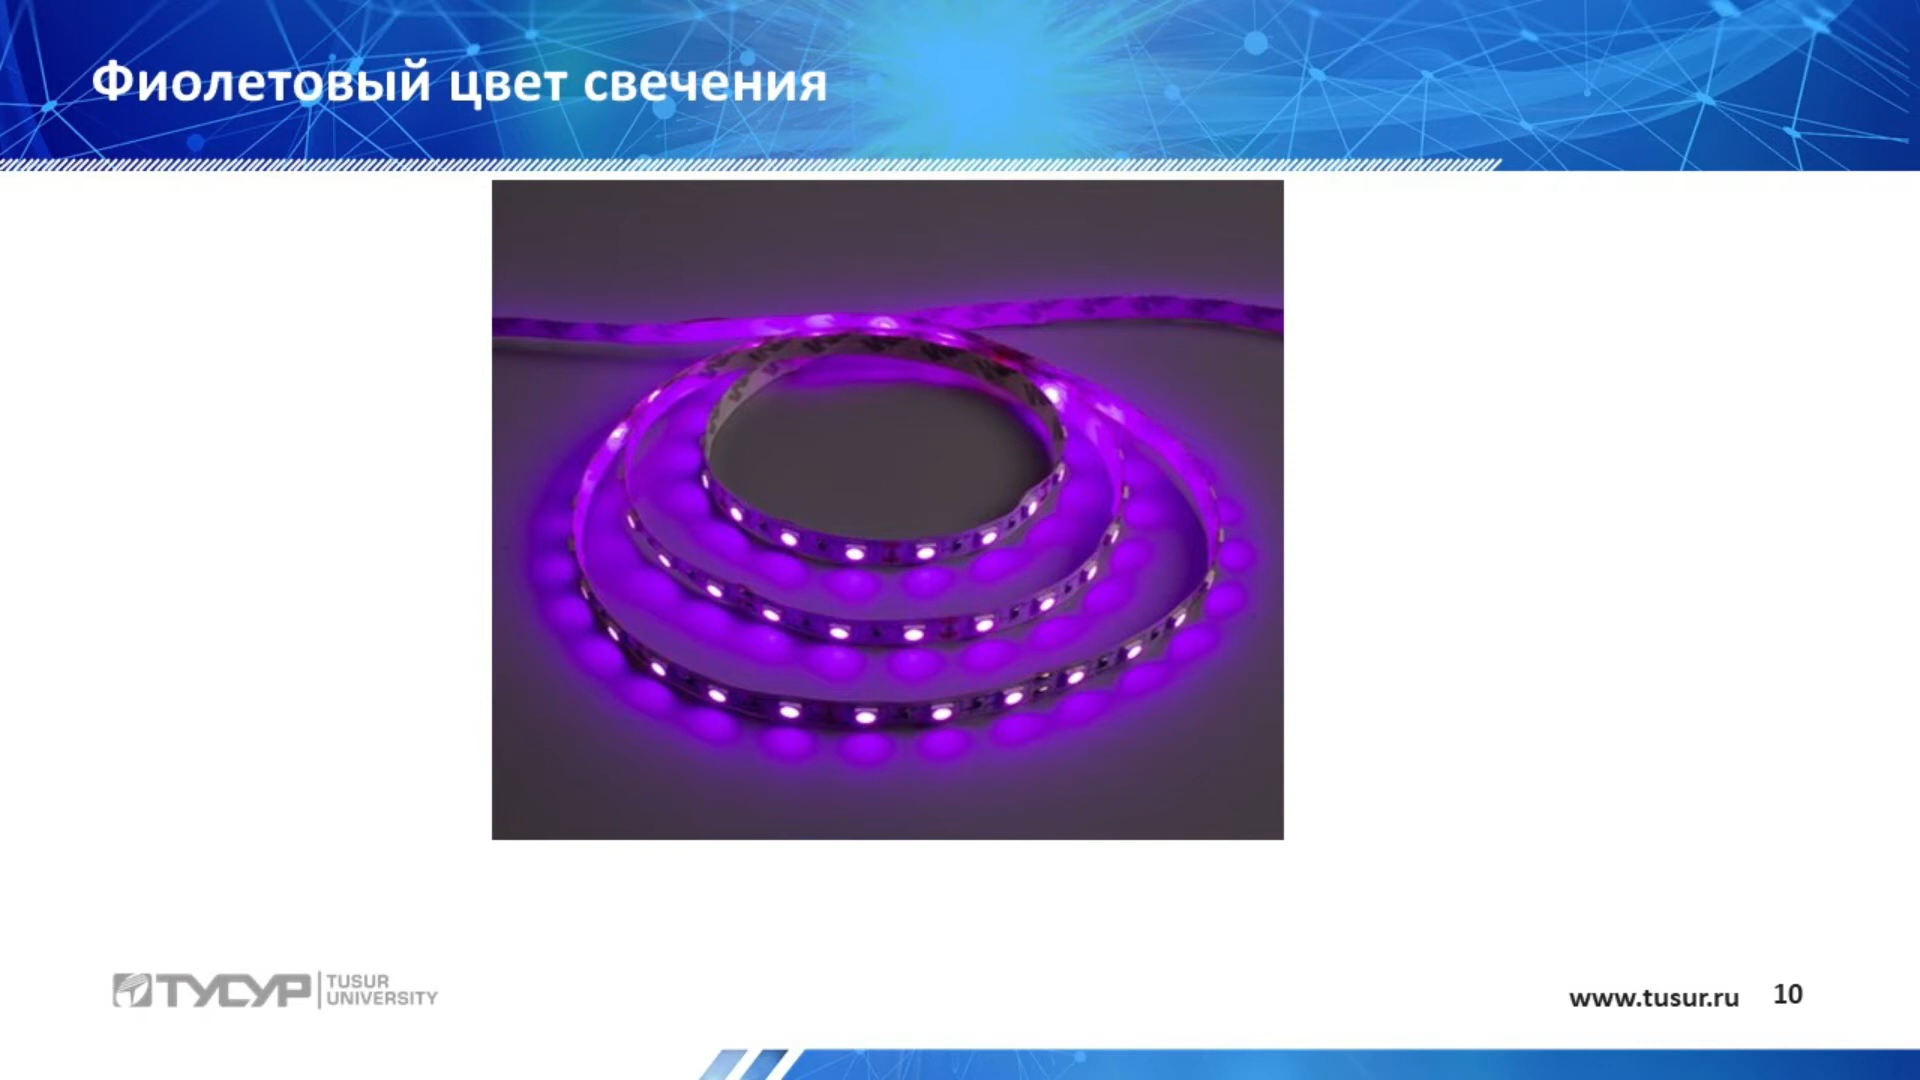 Фиолетовый цвет свечения
ТУСУР
TUSUR
UNIVERSITY
www.tusur.ru 10